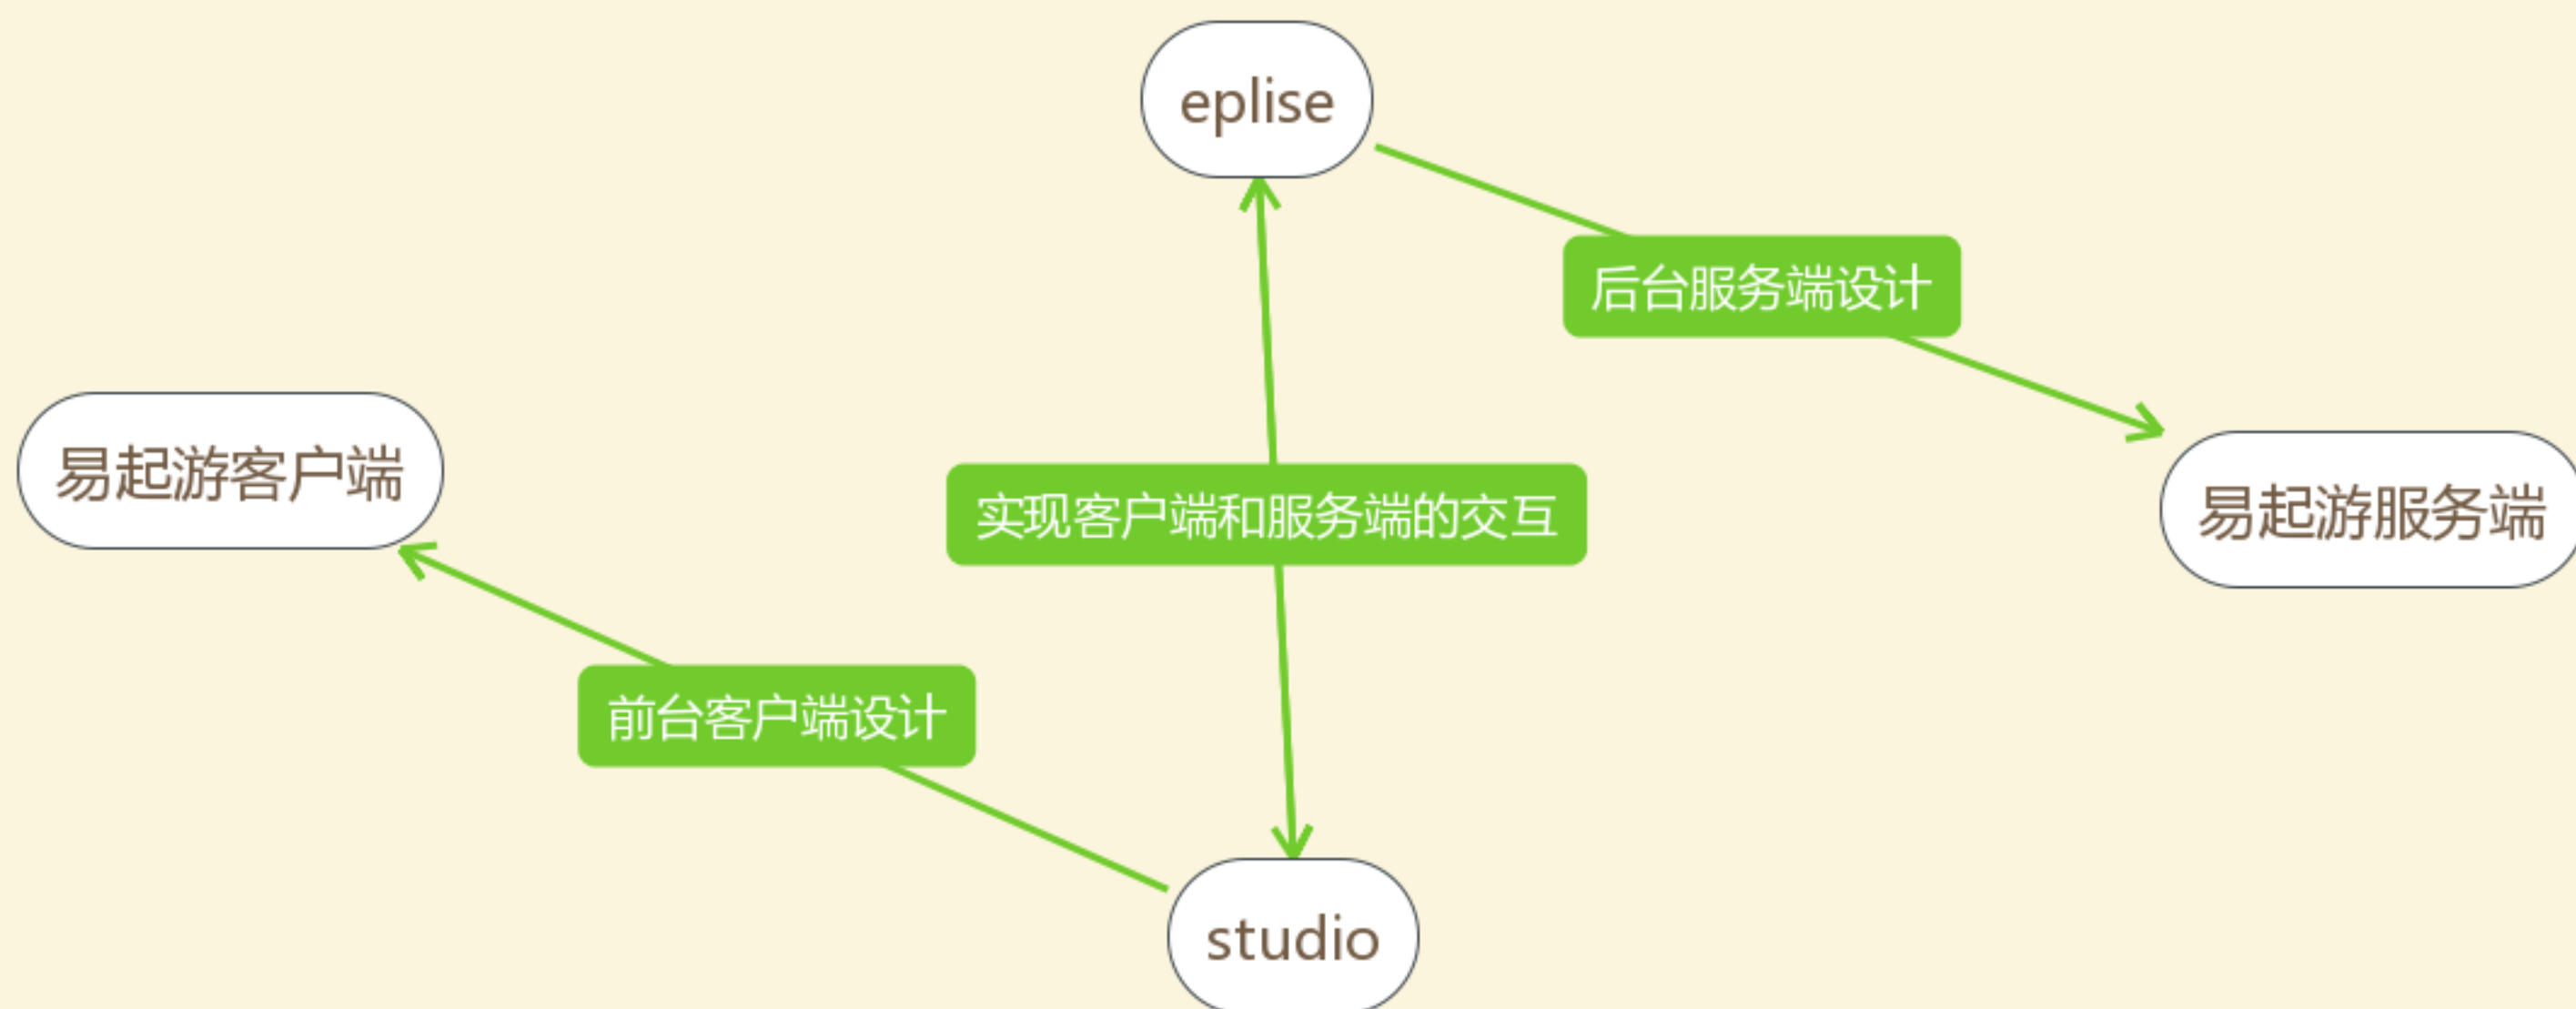 eplise
后台服务端设计
易起游客户端
实现客户端和服务端的交互
易起游服务端
前台客户端设计
studio